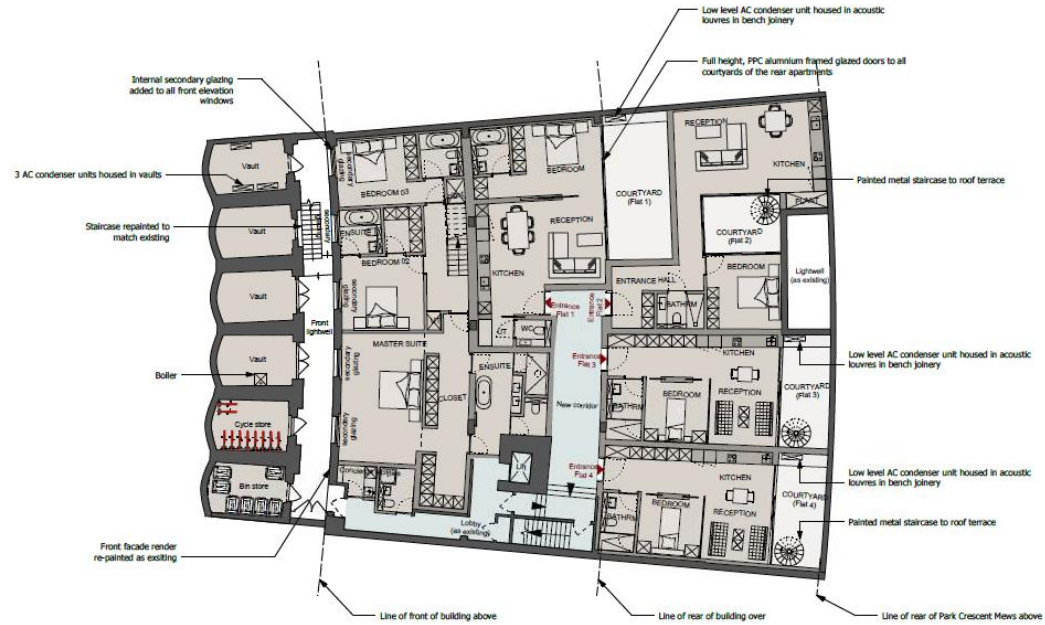 Low level AC condenser unit housed in acoustic
louvres in bench joinery
Full height, PPC alumnium framed glazed doors to all
courtyards of the rear apartments
Internal secondary glazing
added to all front elevation
windows
3 AC condenser units housed in vaults
Staircase repainted to
match existing
Boiler
Front facade render
re-painted as exsiting
Painted metal staircase to roof terrace
Low level AC condenser unit housed in acoustic
louvres in bench joinery
Low level AC condenser unit housed in acoustic
louvres in bench joinery
Painted metal staircase to roof terrace
Line of front of building above
Line of rear of building over
Line of rear of Park Crescent Mews above
Vault
Vault
Vault
Vault
Cycle store
Bin store
Front
lightwell
secondary
secondary
glazing
BEDROOM 03
ENSUITE
BEDROOM 02
secondary
glazing
MASTER SUITE
secondary
glazing
secondary
glazing
CLOSET
ENSUITE
Lobby
(as existing)
Lift
New corridor
BEDROOM
RECEPTION
KITCHEN
UT
WC
Entrance
Flat 1
Entrance
Flat 2
Entrance
Flat 3
Entrance
Flat 4
COURTYARD
(Flat 1)
RECEPTION
KITCHEN
PLANT
COURTYARD
(Flat 2)
Lightwell
(as existing)
ENTRANCE HALL
BATHRM
BEDROOM
KITCHEN
RECEPTION
BEDROOM
BATHRM
COURTYARD
(Flat 3)
KITCHEN
RECEPTION
BEDROOM
BATHRM
COURTYARD
(Flat 4)